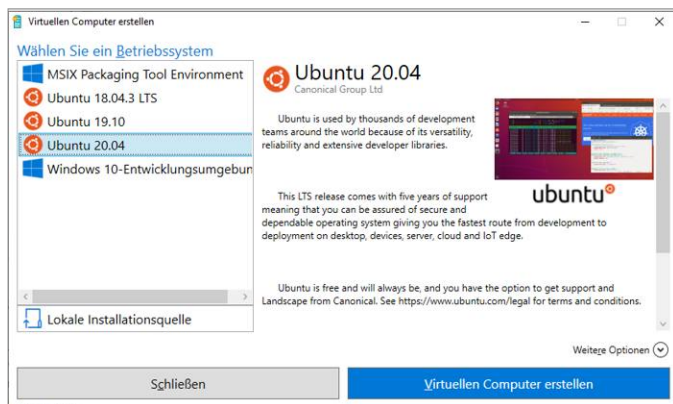 Virtuellen Computer erstellen
Wählen Sie ein Betriebssystem
MSIX Packaging Tool Environment
Ubuntu 18.04.3 LTS
Ubuntu 19.10
Ubuntu 20.04
Windows 10-Entwicklungsumgebun
Lokale Installationsquelle
Ubuntu 20.04
Canonical Group Ltd
Ubuntu is used by thousands of development
teams around the world because of its versatility,
reliability and extensive developer libraries.
ubuntu
This LTS release comes with five years of support
meaning that you can be assured of secure and
dependable operating system giving you the fastest route from development to
deployment on desktop, devices, server, cloud and IoT edge.
Ubuntu is free and will always be, and you have the option to get support and
Landscape from Canonical. See https://www.ubuntu.com/legal for terms and conditions.
Weitere Optionen
Schließen
Virtuellen Computer erstellen